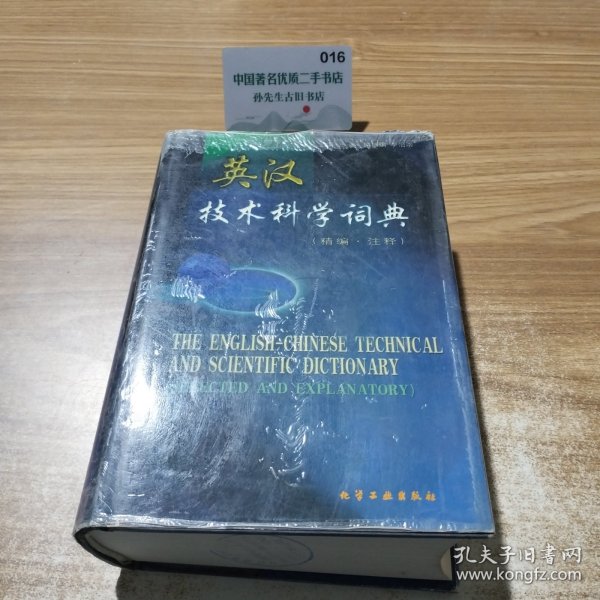 016
中国著名优质二手书店
孙先生古旧书店
英汉
技术科学词典
(精编·注释)
THE ENGLISH-CHINESE TECHNICAL
AND SCIENTIFIC DICTIONARY
(SELECTED AND EXPLANATORY)
化学工业出版社
孔夫子旧书网
www.kongfz.com